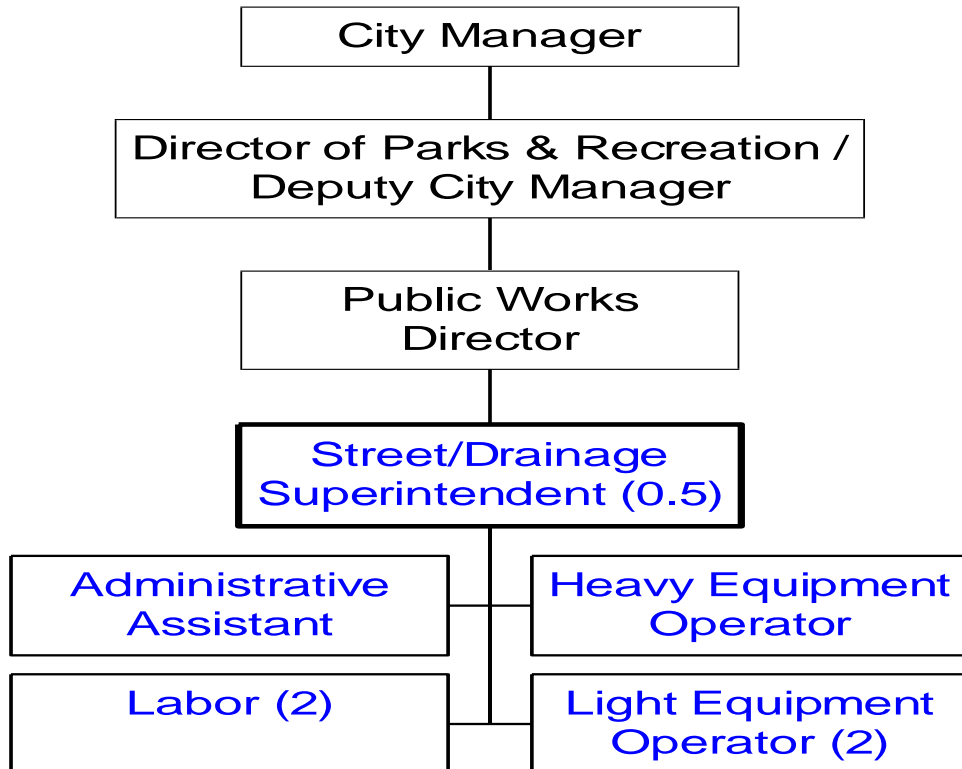 City Manager
Director of Parks & Recreation /
Deputy City Manager
Public Works
Director
Street/Drainage
Superintendent (0.5)
Administrative
Assistant
Heavy Equipment
Operator
Labor (2)
Light Equipment
Operator (2)